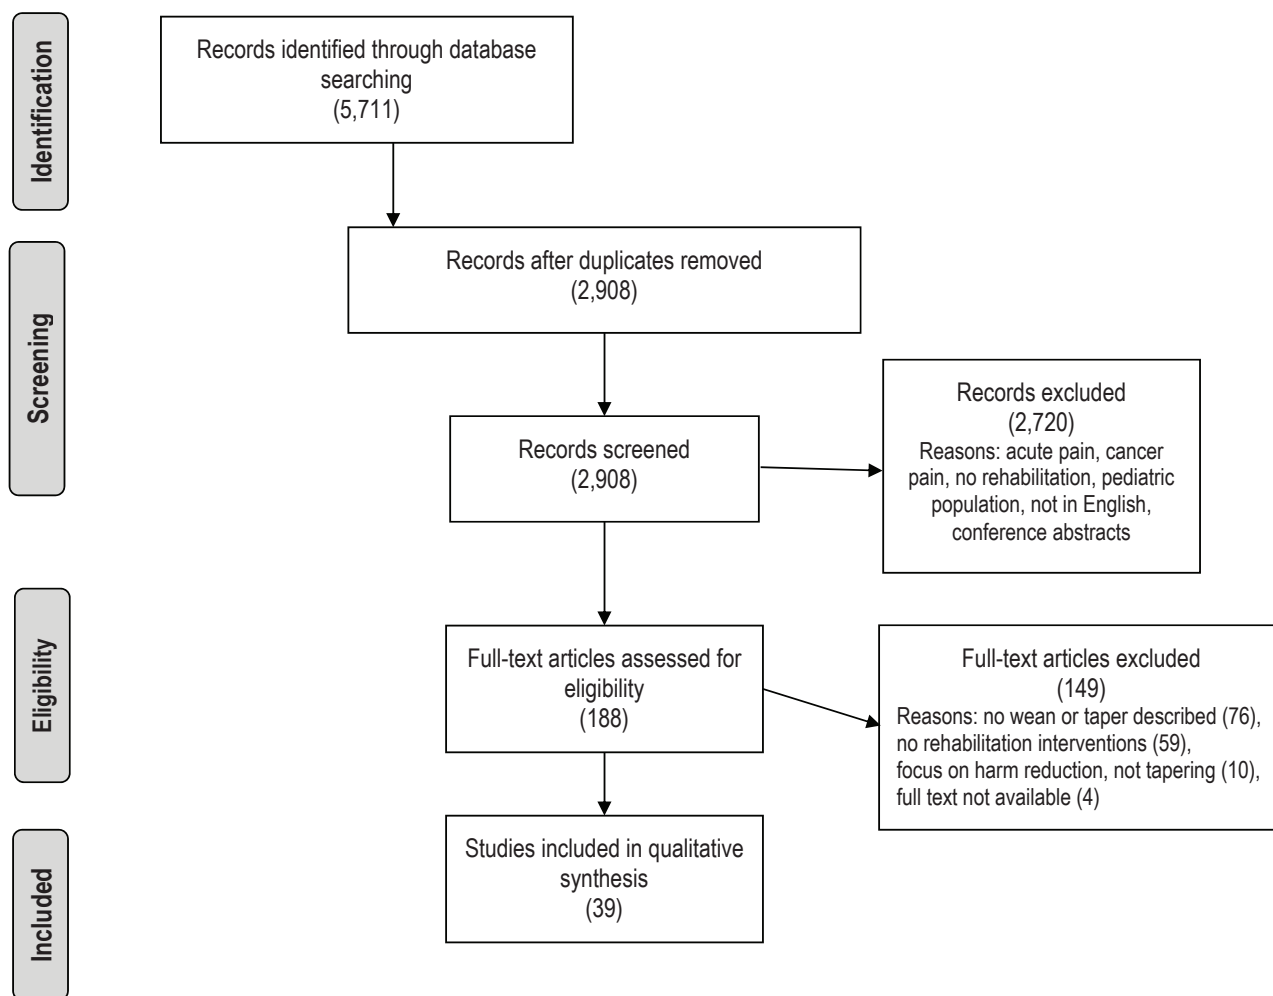 Identification
Records identified through database
searching
(5,711)
Screening
Records after duplicates removed
(2,908)
Records screened
(2,908)
Records excluded
(2,720)
Reasons: acute pain, cancer
pain, no rehabilitation, pediatric
population, not in English,
conference abstracts
Eligibility
Full-text articles assessed for
eligibility
(188)
Full-text articles excluded
(149)
Reasons: no wean or taper described (76),
no rehabilitation interventions (59),
focus on harm reduction, not tapering (10),
full text not available (4)
Included
Studies included in qualitative
synthesis
(39)